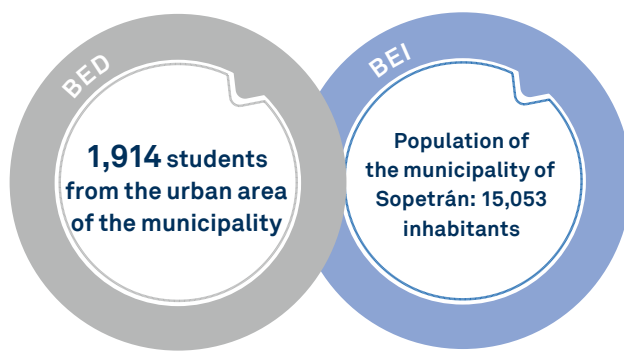 BED
1,914 students
from the urban area
of the municipality
BEI
Population of
the municipality of
Sopetrán: 15,053
inhabitants